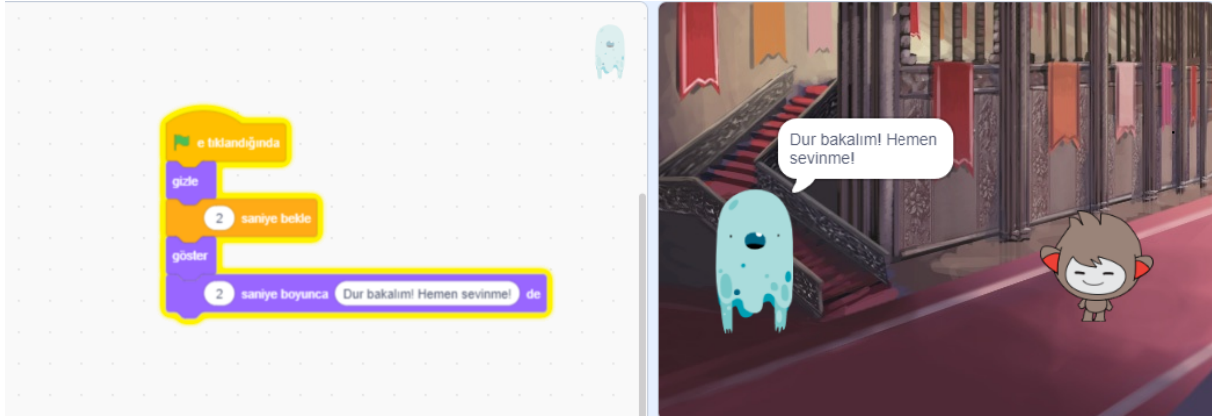 e tıklandığında
gizle
2 saniye bekle
göster
2 saniye boyunca Dur bakalım! Hemen sevinme! de
Dur bakalım! Hemen
sevinme!